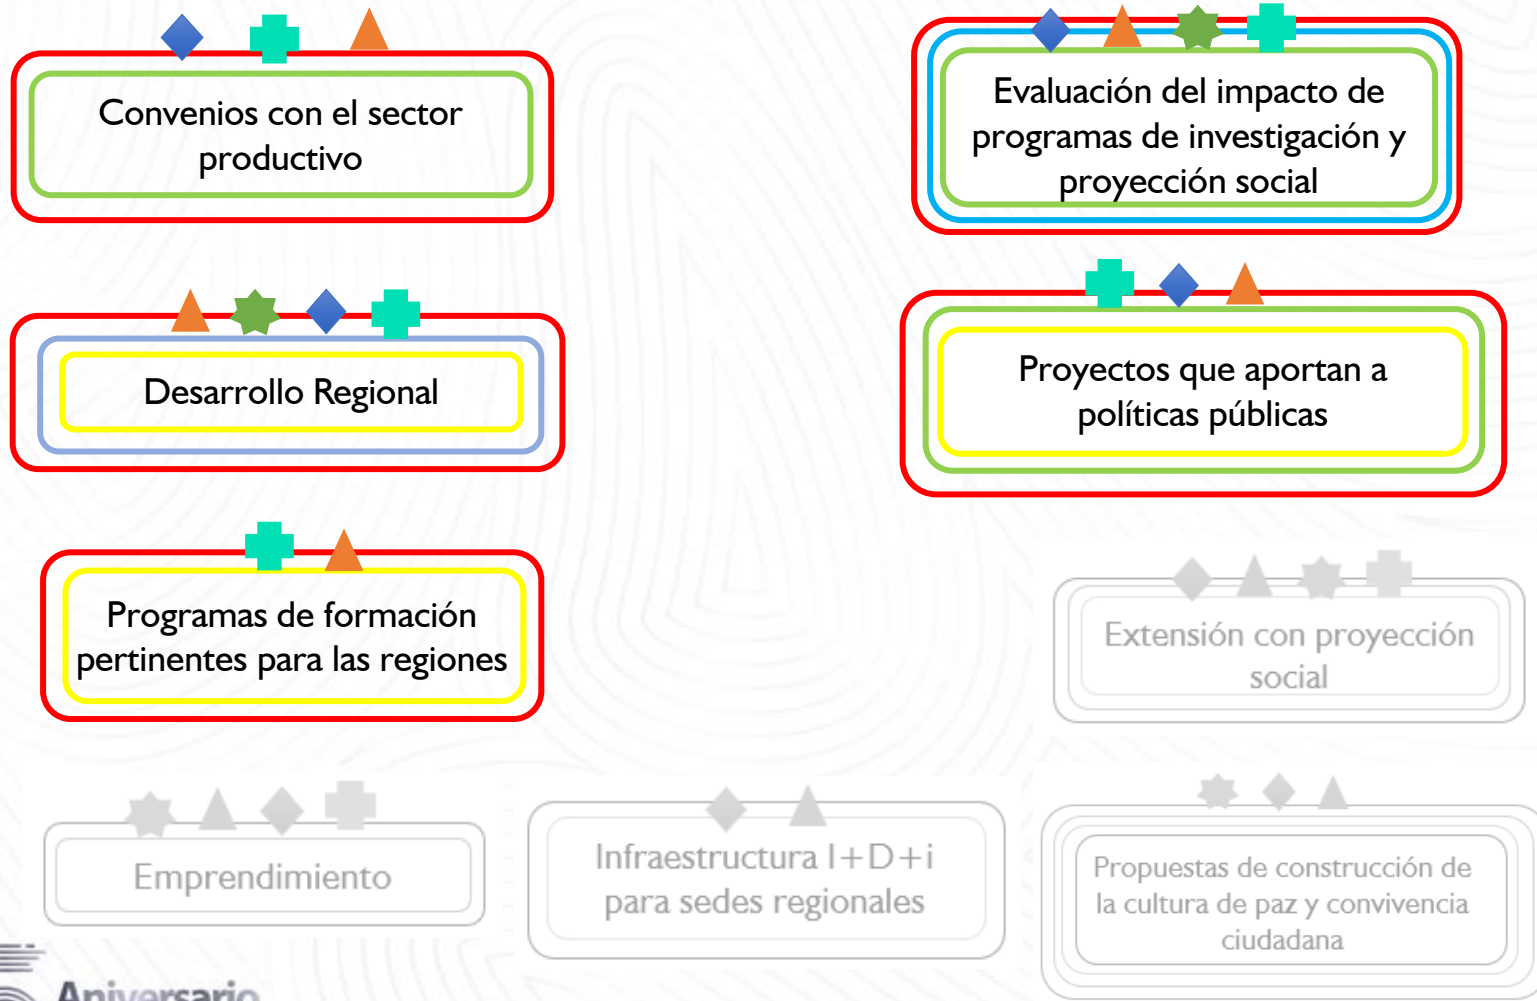 Convenios con el sector
productivo
Evaluación del impacto de
programas de investigación y
proyección social
Desarrollo Regional
Proyectos que aportan a
políticas públicas
Programas de formación
pertinentes para las regiones
Extensión con proyección
social
Emprendimiento
Infraestructura I+D+i
para sedes regionales
Propuestas de construcción de
la cultura de paz y convivencia
ciudadana
Aniversario